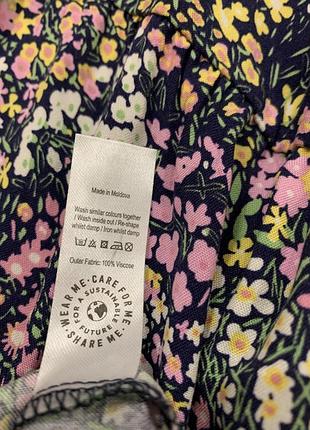 Made in Moldova
Wash similar colours together
/ Wash inside out / Re-shape
whilst damp / Iron whilst damp
Outer Fabric: 100% Viscose
WEAR ME. CARE FOR ME.
FOR A SUSTAINABLE
FUTURE
SHARE ME.